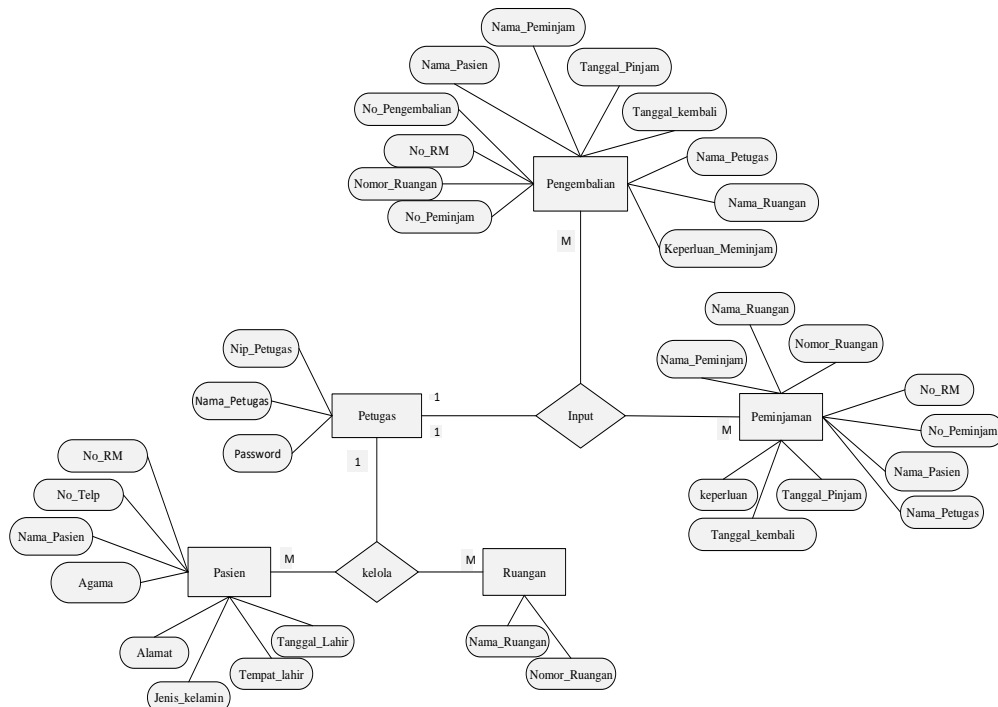 Nama_Peminjam
Nama_Pasien
Tanggal_Pinjam
No_Pengembalian
Tanggal_kembali
No_RM
Nama_Petugas
Pengembalian
Nomor_Ruangan
Nama_Ruangan
No_Peminjam
Keperluan_Meminjam
M
Nama_Ruangan
Nomor_Ruangan
Nip_Petugas
Nama_Peminjam
No_RM
Nama_Petugas
Petugas
1
1
Input
M
Peminjaman
No_Peminjam
Password
1
Nama_Pasien
No_RM
keperluan
Tanggal_Pinjam
No_Telp
Nama_Petugas
Tanggal_kembali
Nama_Pasien
M
M
Pasien
kelola
Ruangan
Agama
Tanggal_Lahir
Nama_Ruangan
Alamat
Tempat_lahir
Nomor_Ruangan
Jenis_kelamin